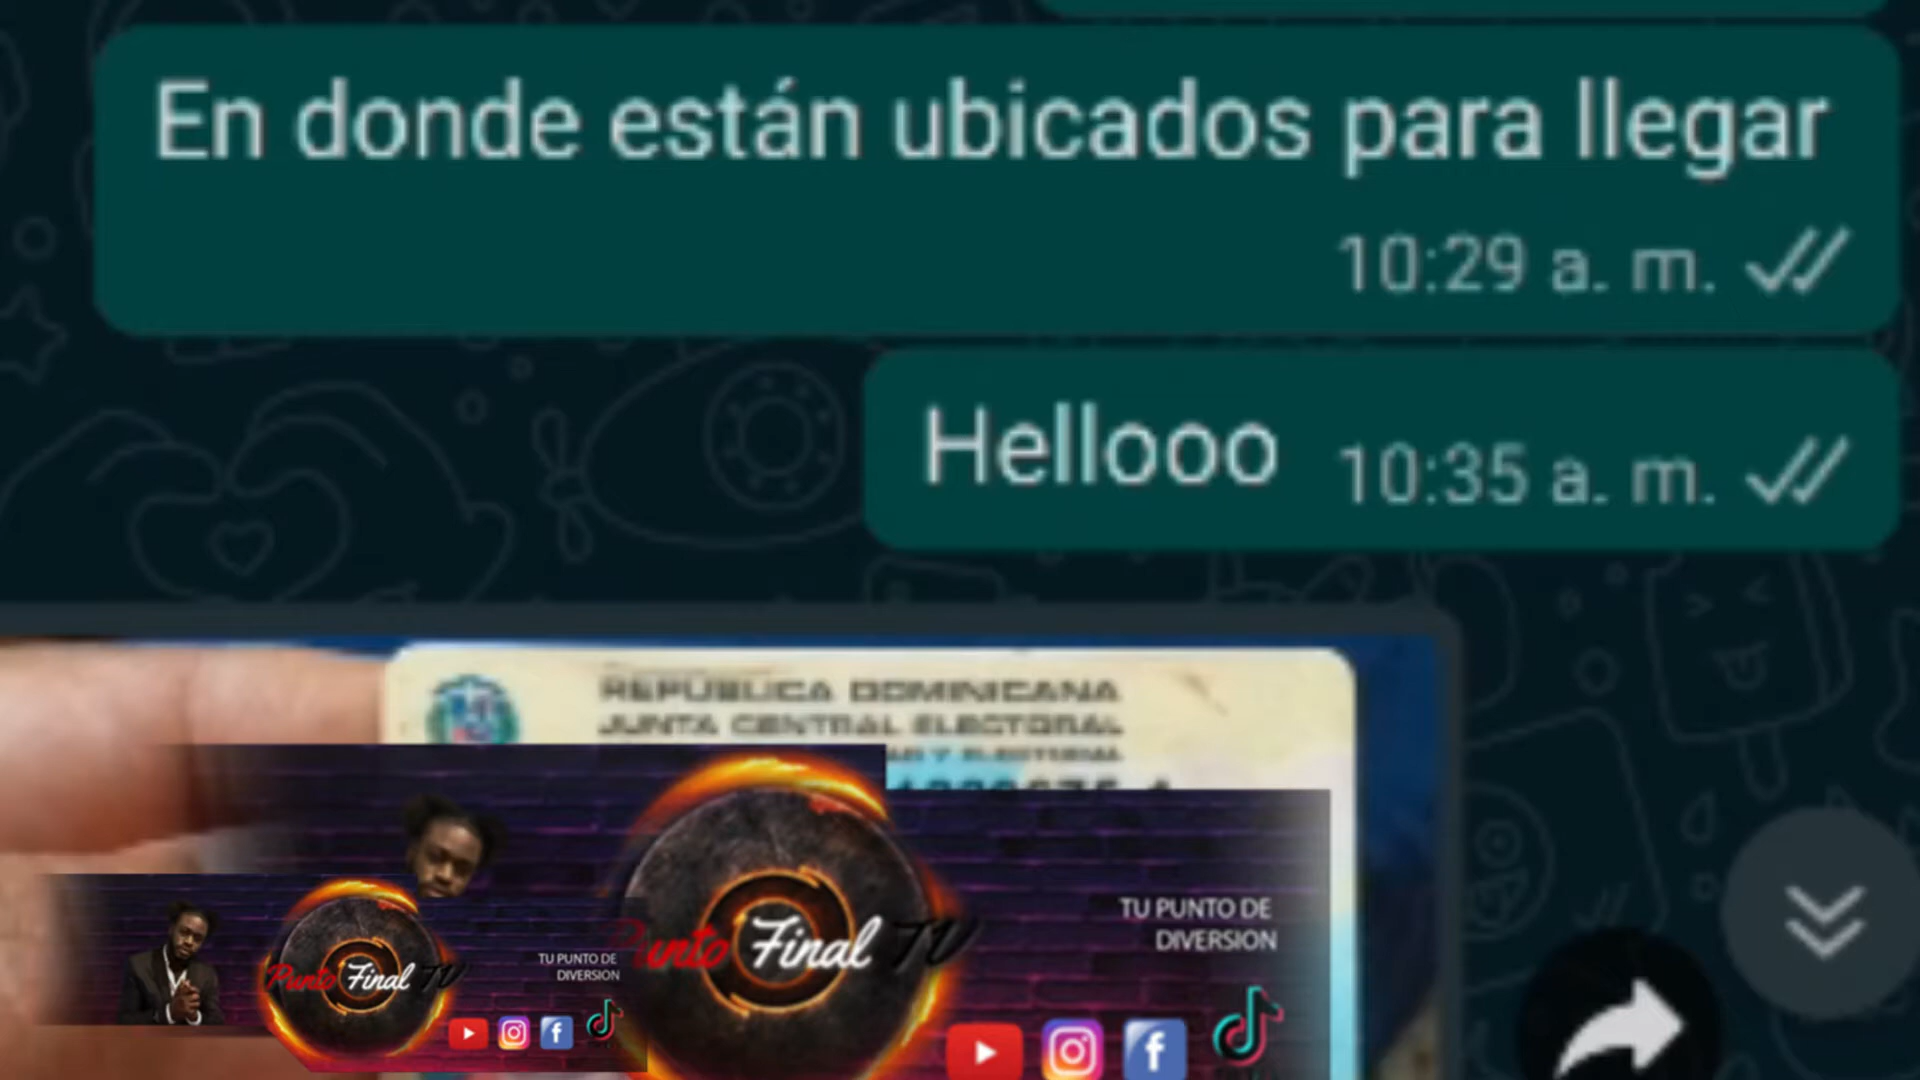 En donde están ubicados para llegar
10:29 a. m.
Hellooo 10:35 a. m.
REPÚBLICA DOMINICANA
JUNTA CENTRAL ELECTORAL
Punto Final TV
TU PUNTO DE
DIVERSION
Punto Final TV
TU PUNTO DE
DIVERSION